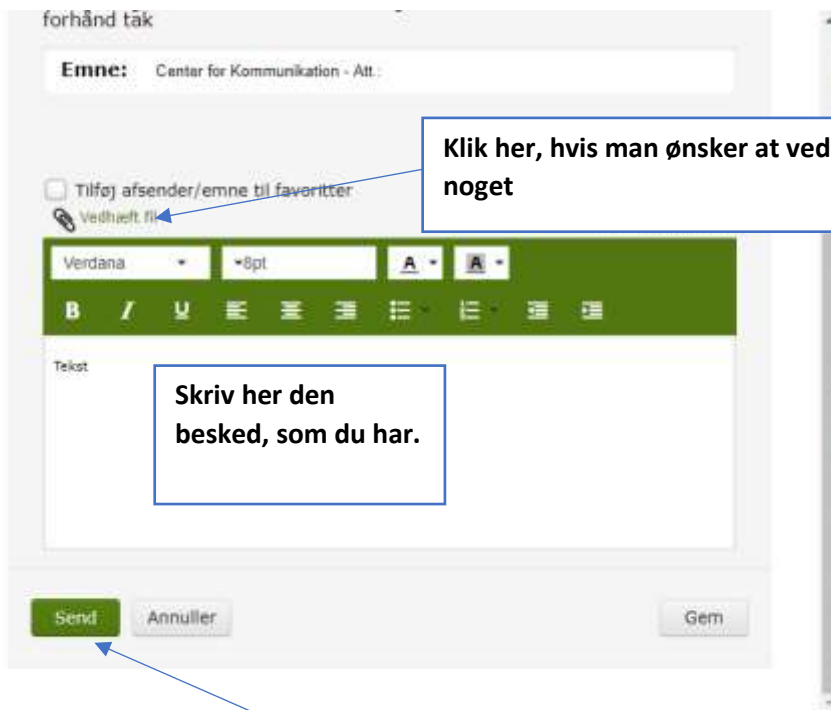 forhånd tak
Emne: Center for Kommunikation - Att.:
Klik her, hvis man ønsker at ved
noget
Tilføj afsender/emne til favoritter
Vedhæft fil
Verdana 8pt A A
B I U
Tekst
Skriv her den
besked, som du har.
Send Annuller Gem